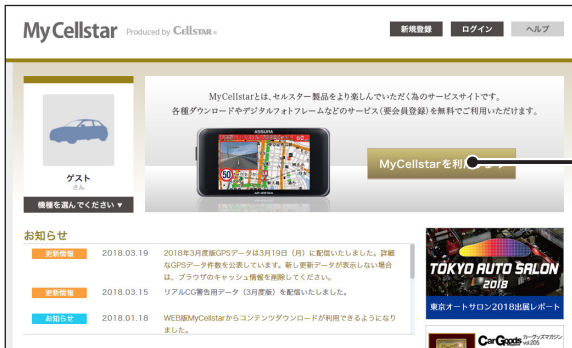 My Cellstar Produced by CELLSTAR
新規登録 ログイン ヘルプ
MyCellstarとは、セルスター製品をより楽しんでいただく為のサービスサイトです。
各種ダウンロードやデジタルフォトフレームなどのサービス(要会員登録)を無料でご利用いただけます。
ASSURA
50
MyCellstarを利
ゲスト
さん
機種を選んでください▼
お知らせ
更新情報 2018.03.19 2018年3月度版GPSデータは3月19日(月)に配信いたしました。詳細
なGPSデータ件数を公表しています。新し更新データが表示しない場合
は、ブラウザのキャッシュ情報を削除してください。
更新情報 2018.03.15 リアルCG警告用データ(3月度版)を配信いたしました。
お知らせ 2018.01.18 WEB版MyCellstarからコンテンツダウンロードが利用できるようになり
ました。
TOKYO AUTO SALON
2018
東京オートサロン2018出展レポート
CarGoods カーグッズマガジン
vol.205